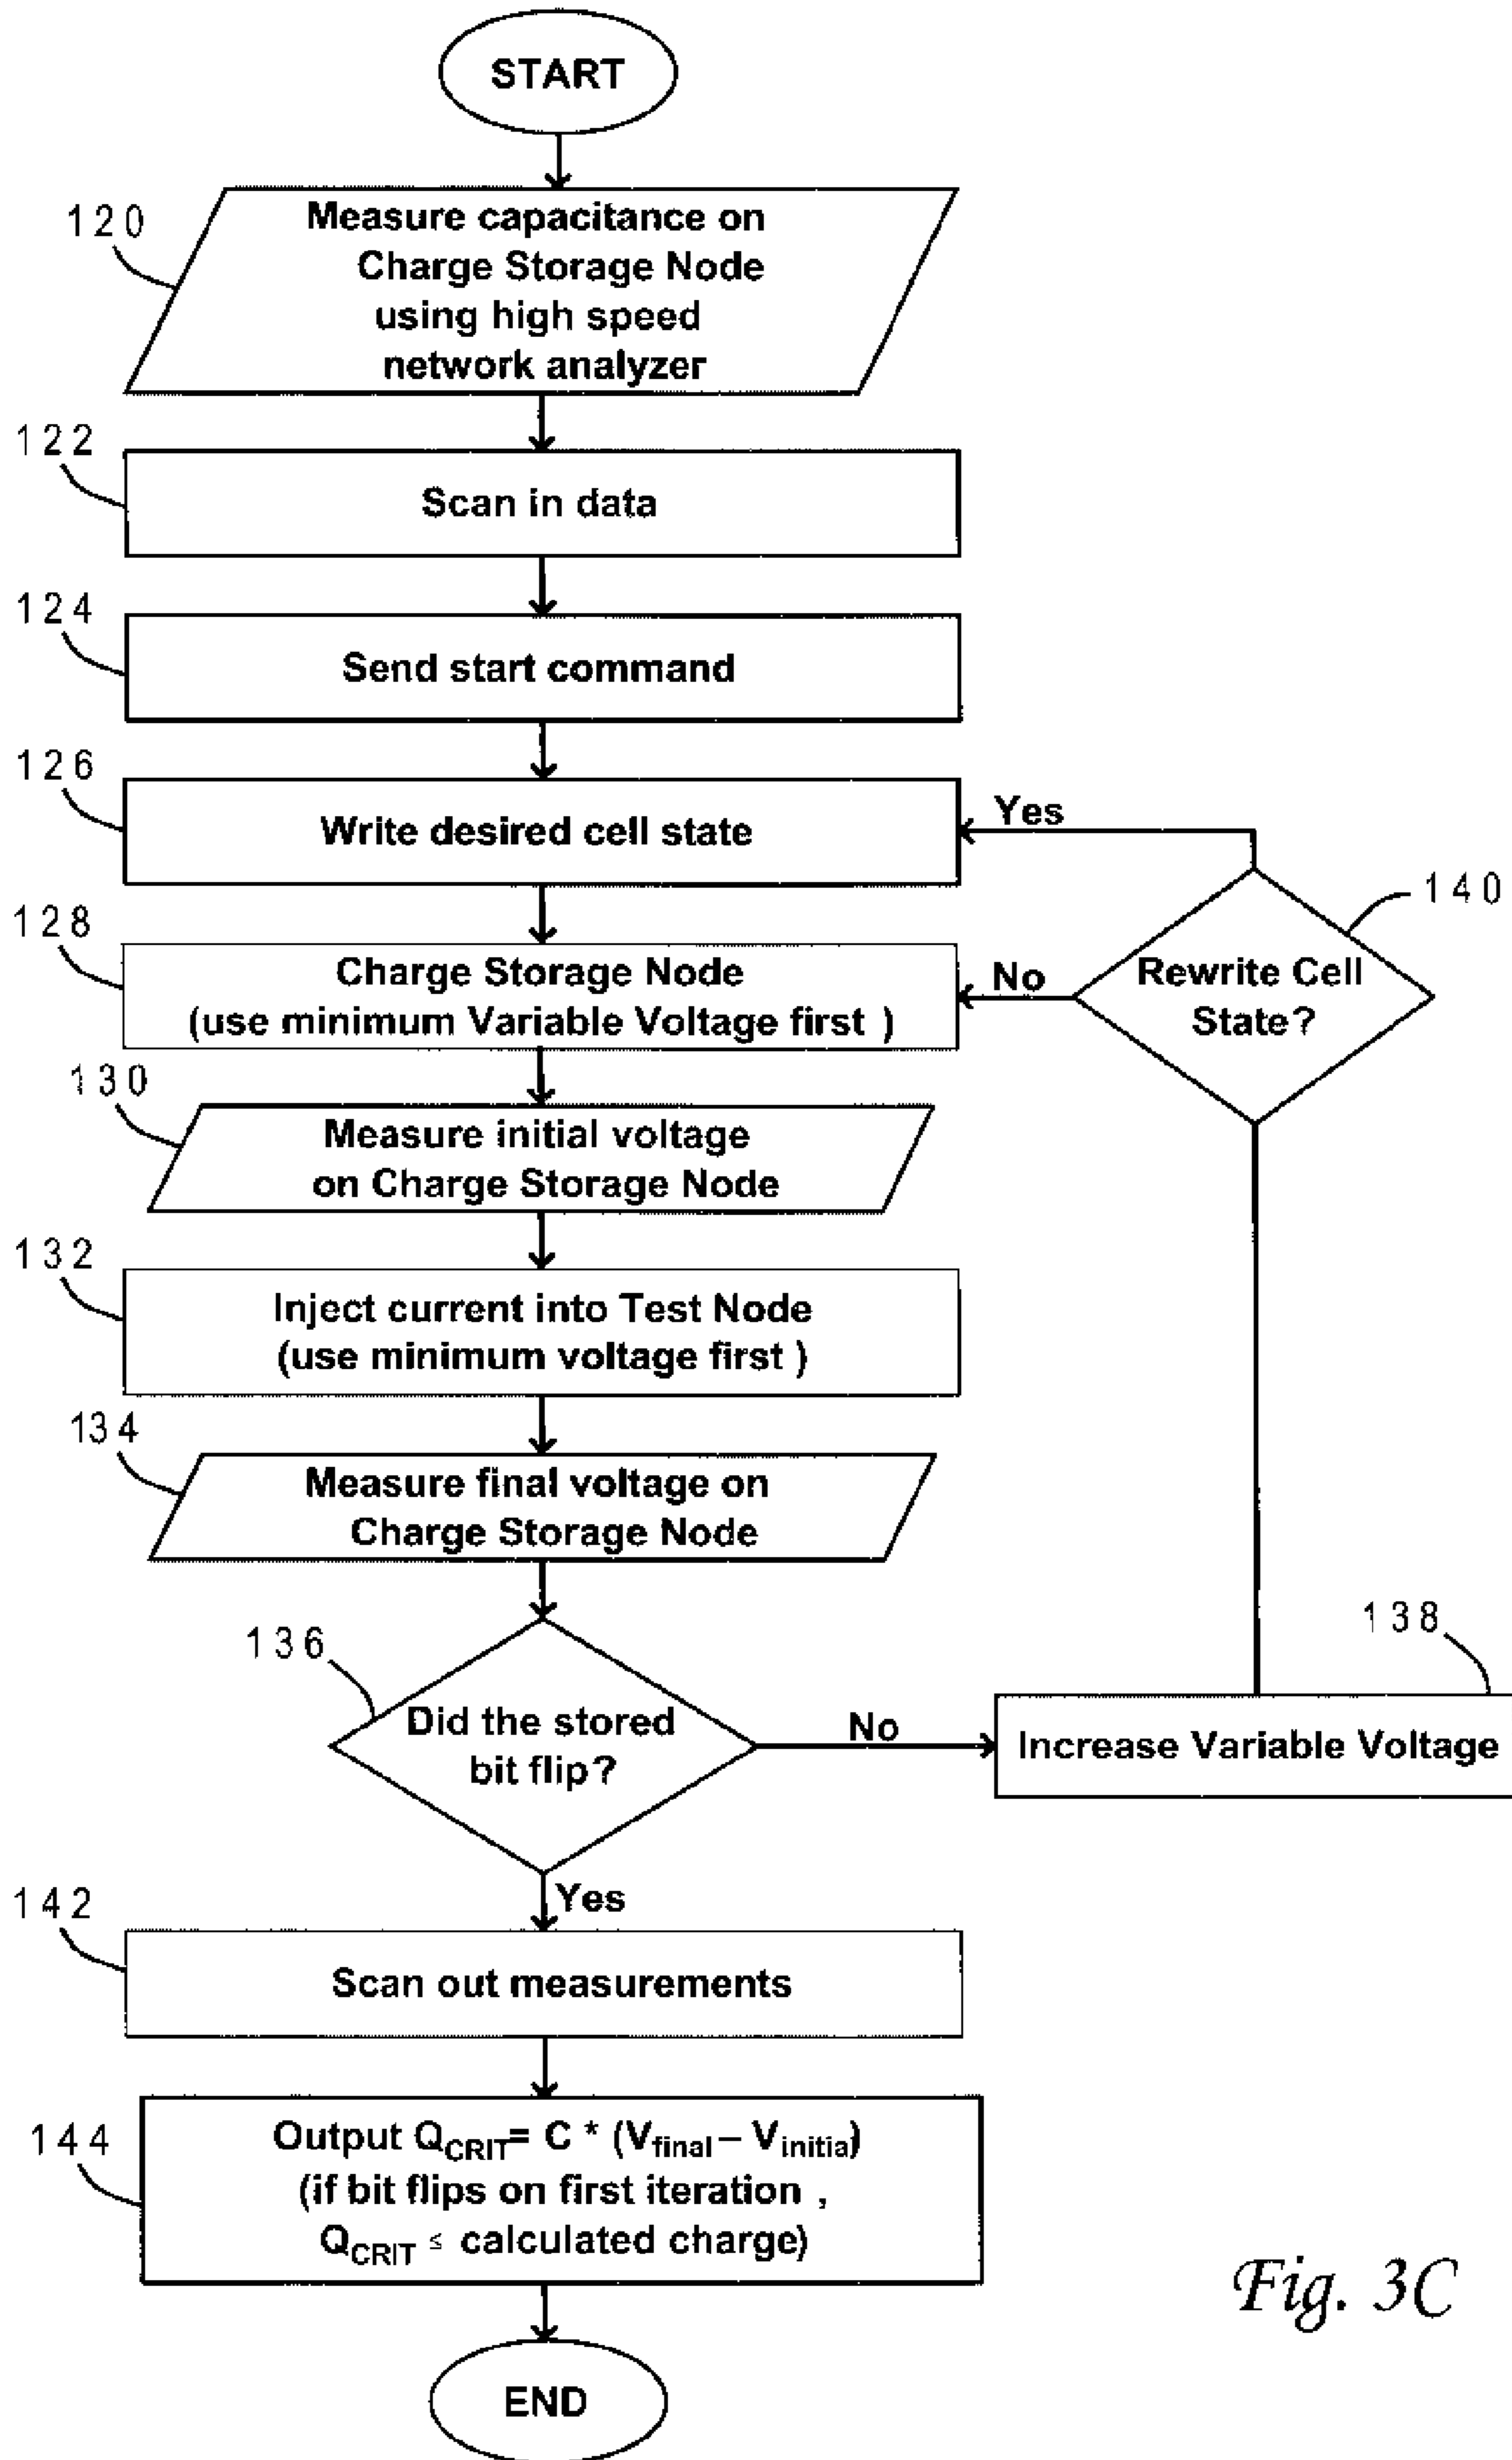 START
120
Measure capacitance on
Charge Storage Node
using high speed
network analyzer
122
Scan in data
124
Send start command
126
Write desired cell state
Yes
128
Charge Storage Node
(use minimum Variable Voltage first )
No
140
Rewrite Cell
State?
130
Measure initial voltage
on Charge Storage Node
132
Inject current into Test Node
(use minimum voltage first )
134
Measure final voltage on
Charge Storage Node
136
Did the stored
bit flip?
No
138
Increase Variable Voltage
Yes
142
Scan out measurements
144
Output QCRIT= C * (Vfinal – Vinitia)
(if bit flips on first iteration ,
QCRIT ≤ calculated charge)
END
Fig. 3C